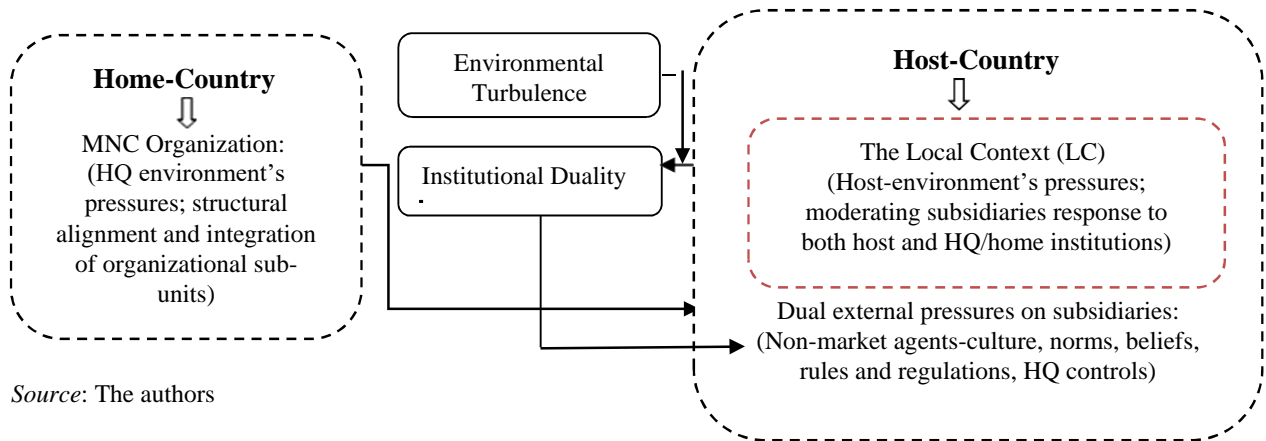 Home-Country
MNC Organization:
(HQ environment’s
pressures; structural
alignment and integration
of organizational sub-
units)
Environmental
Turbulence
Institutional Duality
Host-Country
The Local Context (LC)
(Host-environment’s pressures;
moderating subsidiaries response to
both host and HQ/home institutions)
Dual external pressures on subsidiaries:
(Non-market agents-culture, norms, beliefs,
rules and regulations, HQ controls)
Source: The authors